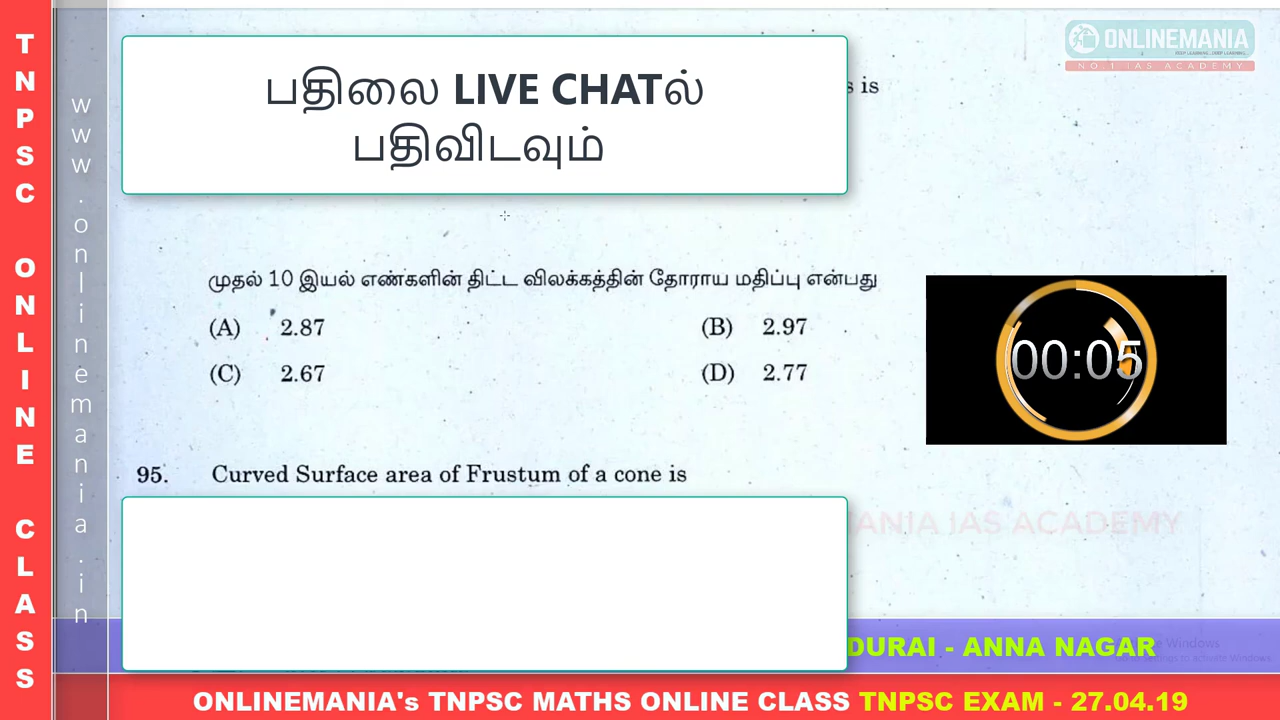 TNPSC ONLINE CLASS
www.onlinemania.in
ONLINEMANIA
NO.1 IAS ACADEMY
s is
பதிலை LIVE CHATல்
பதிவிடவும்
முதல் 10 இயல் எண்களின் திட்ட விலக்கத்தின் தோராய மதிப்பு என்பது
(A) 2.87 (B) 2.97
(C) 2.67 (D) 2.77
00:05
95. Curved Surface area of Frustum of a cone is
MANIA IAS ACADEMY
DURAI - ANNA NAGAR
ONLINEMANIA's TNPSC MATHS ONLINE CLASS TNPSC EXAM - 27.04.19